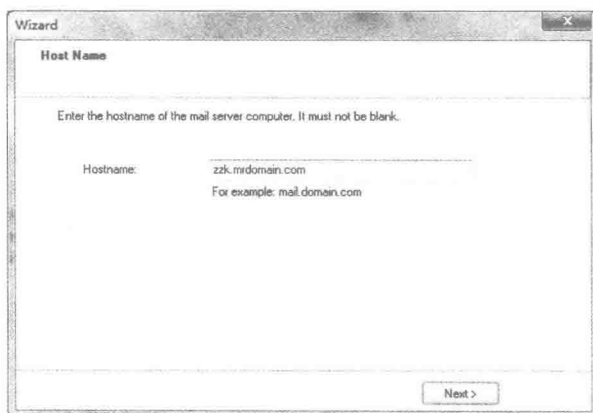 Wizard
Host Name
Enter the hostname of the mail server computer. It must not be blank.
Hostname: zzk.mrdomain.com
For example: mail.domain.com
Next >